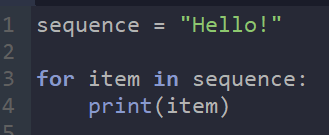 1 sequence = "Hello!"
2
3 for item in sequence:
4     print(item)
5